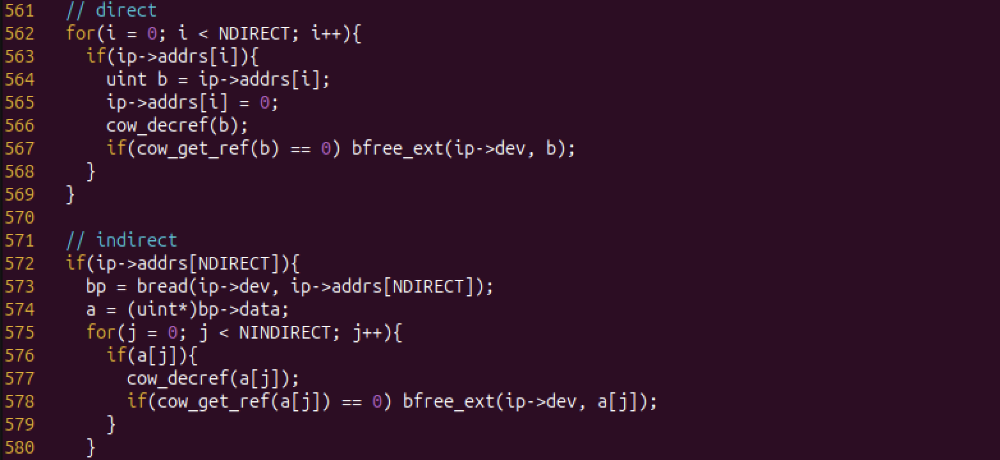 561   // direct
562   for(i = 0; i < NDIRECT; i++){
563     if(ip->addrs[i]){
564       uint b = ip->addrs[i];
565       ip->addrs[i] = 0;
566       cow_decref(b);
567       if(cow_get_ref(b) == 0) bfree_ext(ip->dev, b);
568     }
569   }
570
571   // indirect
572   if(ip->addrs[NDIRECT]){
573     bp = bread(ip->dev, ip->addrs[NDIRECT]);
574     a = (uint*)bp->data;
575     for(j = 0; j < NINDIRECT; j++){
576       if(a[j]){
577         cow_decref(a[j]);
578         if(cow_get_ref(a[j]) == 0) bfree_ext(ip->dev, a[j]);
579       }
580     }